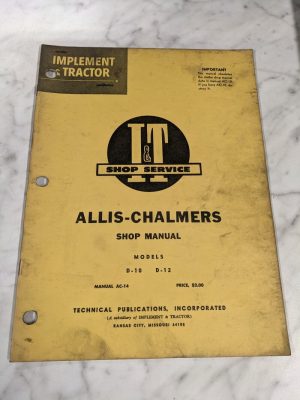 IMPLEMENT
& TRACTOR
IMPORTANT
I&T
SHOP SERVICE
ALLIS-CHALMERS
SHOP MANUAL
MODELS
D-10 D-12
MANUAL AC-14 PRICE, $2.00
TECHNICAL PUBLICATIONS, INCORPORATED
(A subsidiary of IMPLEMENT & TRACTOR)
KANSAS CITY, MISSOURI 64105